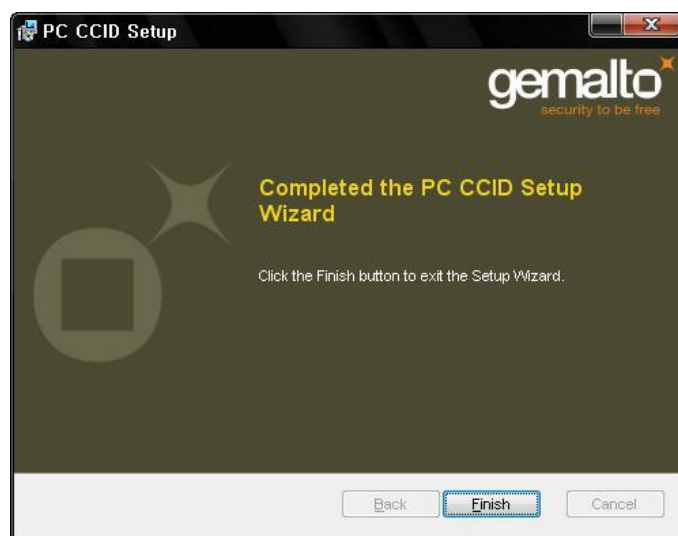 PC CCID Setup
gemalto
security to be free
Completed the PC CCID Setup
Wizard
Click the Finish button to exit the Setup Wizard.
Back Finish Cancel